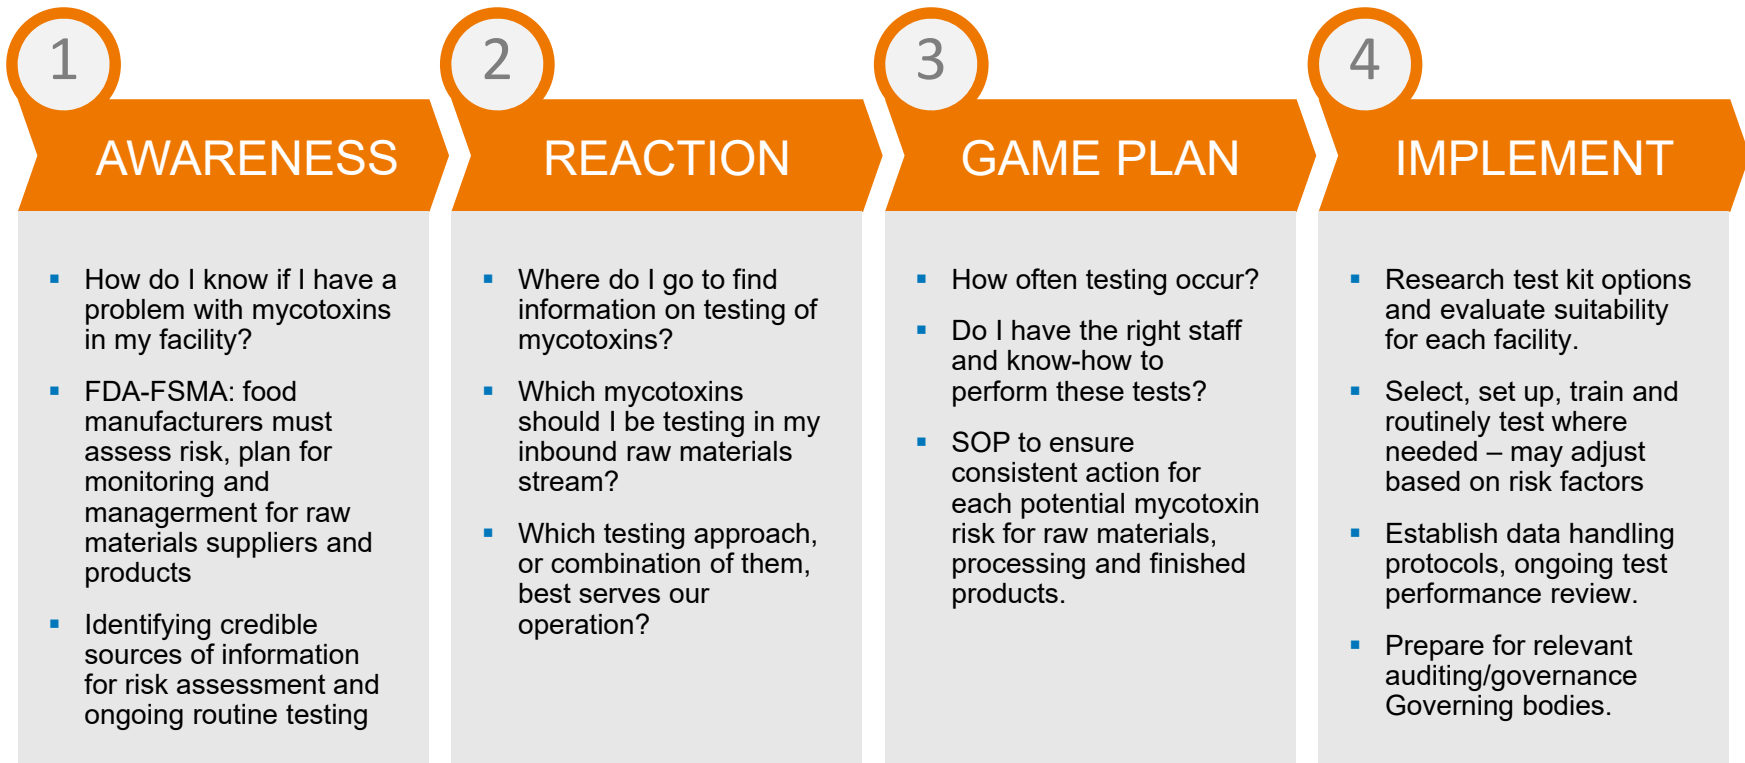 1
AWARENESS
How do I know if I have a
problem with mycotoxins
in my facility?
FDA-FSMA: food
manufacturers must
assess risk, plan for
monitoring and
managerment for raw
materials suppliers and
products
Identifying credible
sources of information
for risk assessment and
ongoing routine testing
2
REACTION
Where do I go to find
information on testing of
mycotoxins?
Which mycotoxins
should I be testing in my
inbound raw materials
stream?
Which testing approach,
or combination of them,
best serves our
operation?
3
GAME PLAN
How often testing occur?
Do I have the right staff
and know-how to
perform these tests?
SOP to ensure
consistent action for
each potential mycotoxin
risk for raw materials,
processing and finished
products.
4
IMPLEMENT
Research test kit options
and evaluate suitability
for each facility.
Select, set up, train and
routinely test where
needed – may adjust
based on risk factors
Establish data handling
protocols, ongoing test
performance review.
Prepare for relevant
auditing/governance
Governing bodies.